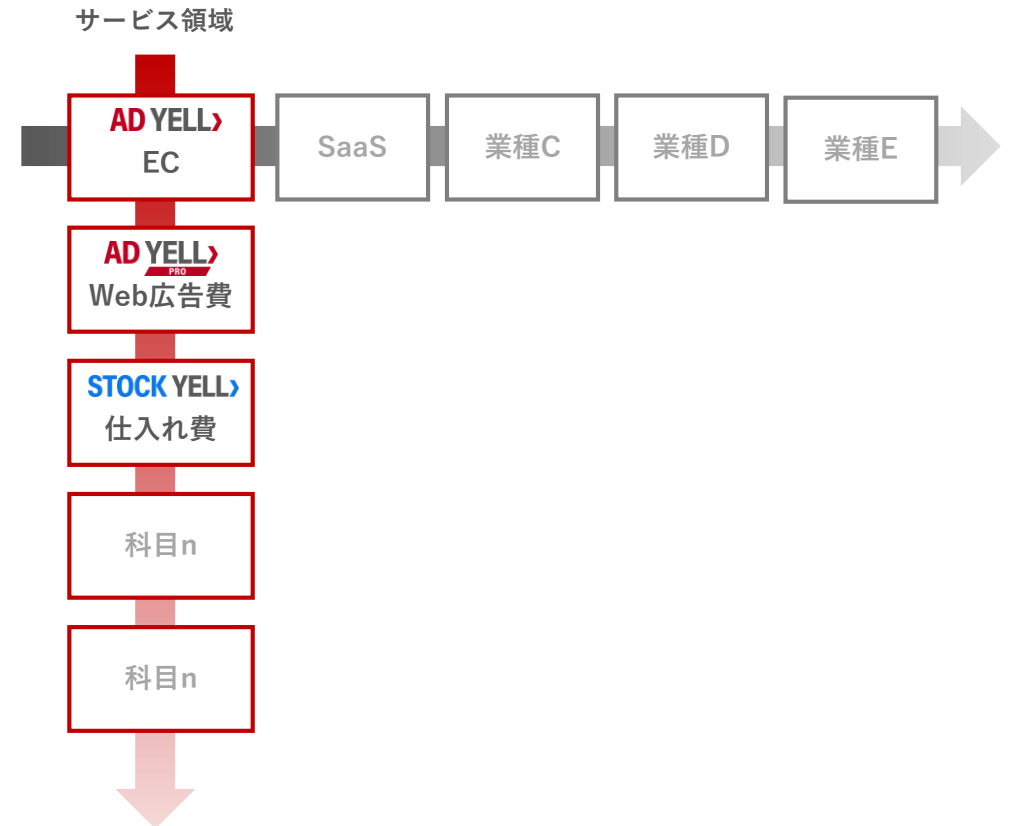 サービス領域
AD YELL
EC
SaaS
業種C
業種D
業種E
AD YELL
PRO
Web広告費
STOCK YELL
仕入れ費
科目n
科目n